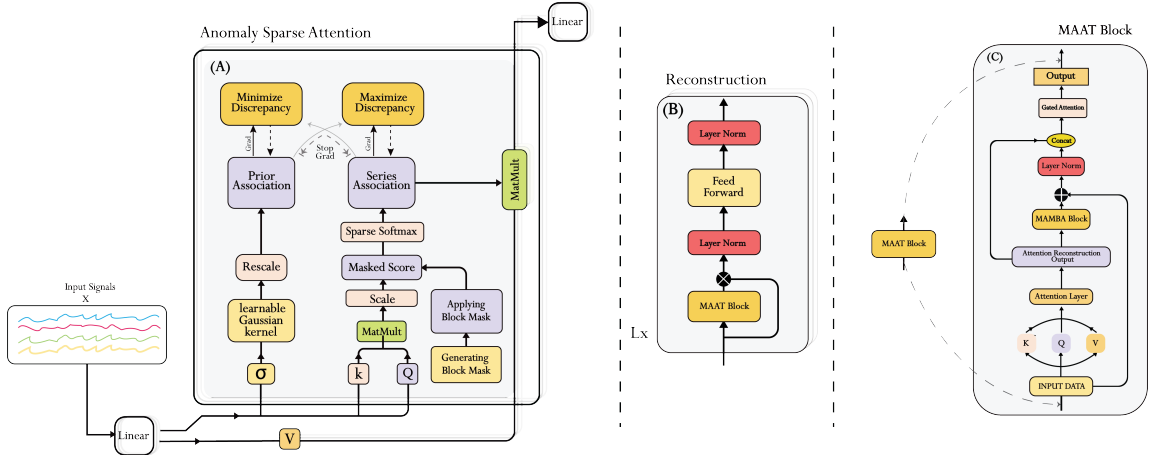 Anomaly Sparse Attention
Linear
(A)
Minimize
Discrepancy
Maximize
Discrepancy
Grad
Stop
Grad
Grad
Prior
Association
Series
Association
MatMult
Sparse Softmax
Rescale
Masked Score
Scale
Applying
Block Mask
learnable
Gaussian
kernel
MatMult
Generating
Block Mask
σ
k
Q
Input Signals
X
Linear
V
Reconstruction
(B)
Layer Norm
Feed
Forward
Layer Norm
MAAT Block
Lx
MAAT Block
MAAT Block
(C)
Output
Gated Attention
Concat
Layer Norm
MAMBA Block
Attention Reconstruction
Output
Attention Layer
K
Q
V
INPUT DATA